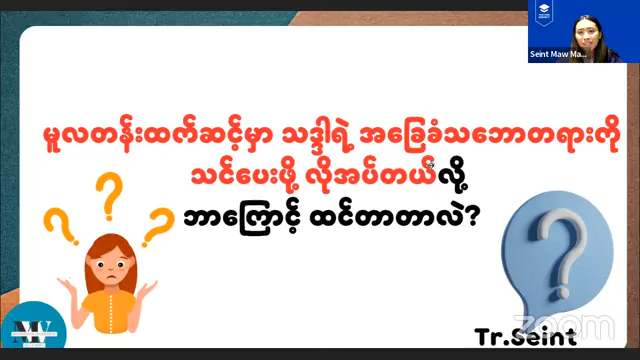 Seint Maw Ma...
မူလတန်းထက်ဆင့်မှာ သဒ္ဒါရဲ့ အခြေခံသဘောတရားကို
သင်ပေးဖို့ လိုအပ်တယ်လို့
ဘာကြောင့် ထင်တာတာလဲ?
MY
zoom
Tr.Seint